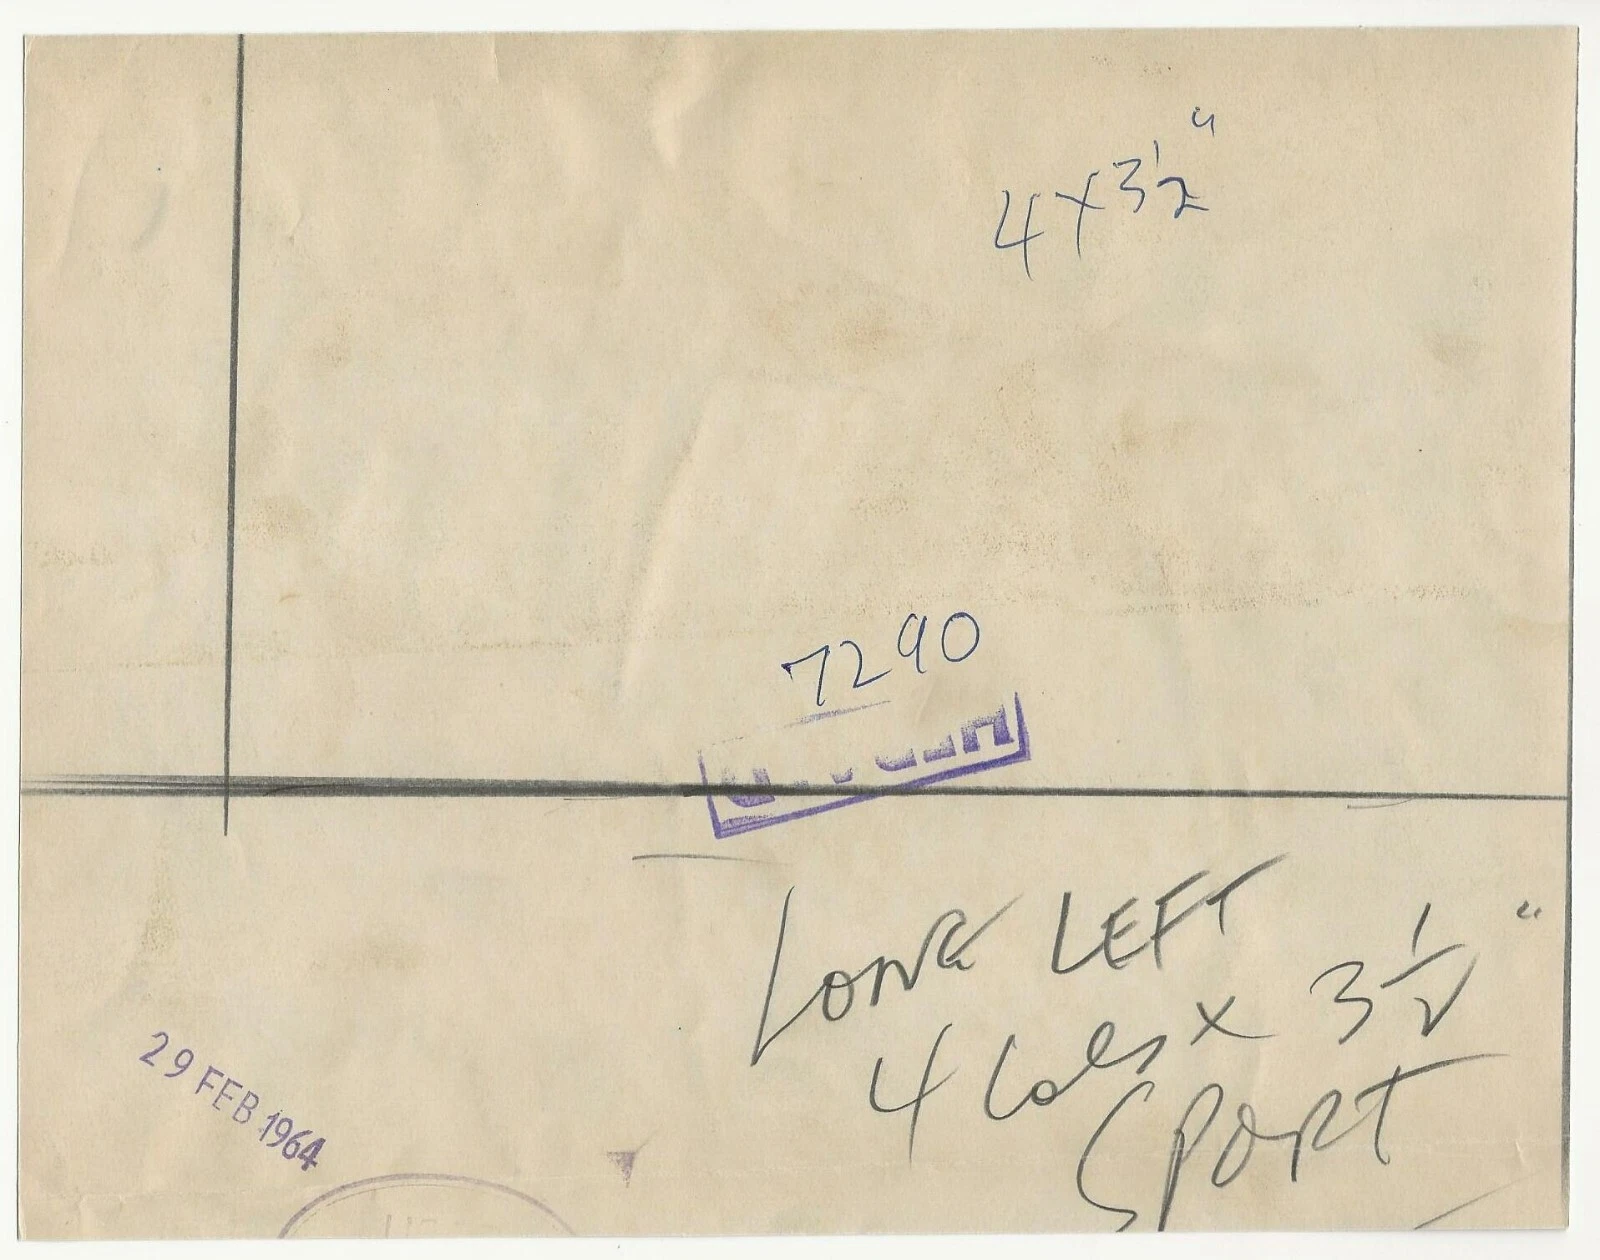 4 x 3½"
7290
LONG LEFT
4 Cols x 3½"
SPORT
29 FEB 1964